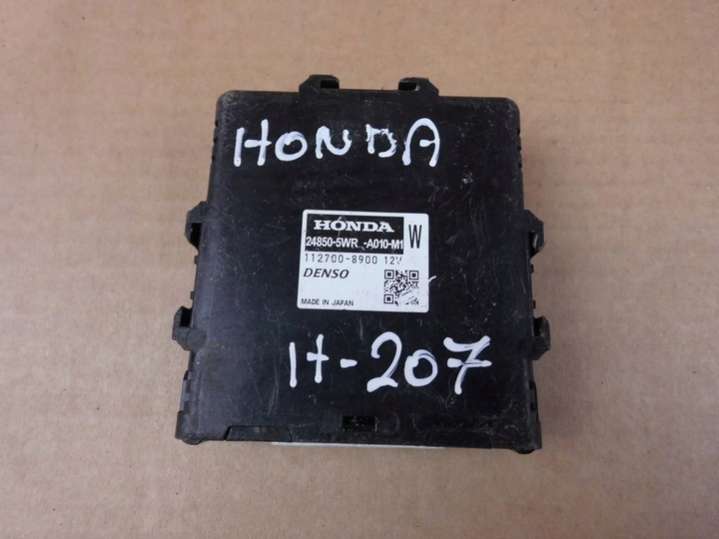 HONDA
HONDA
24850-5WR -A010-M1 W
112700-8900 12V
DENSO
MADE IN JAPAN
H-207